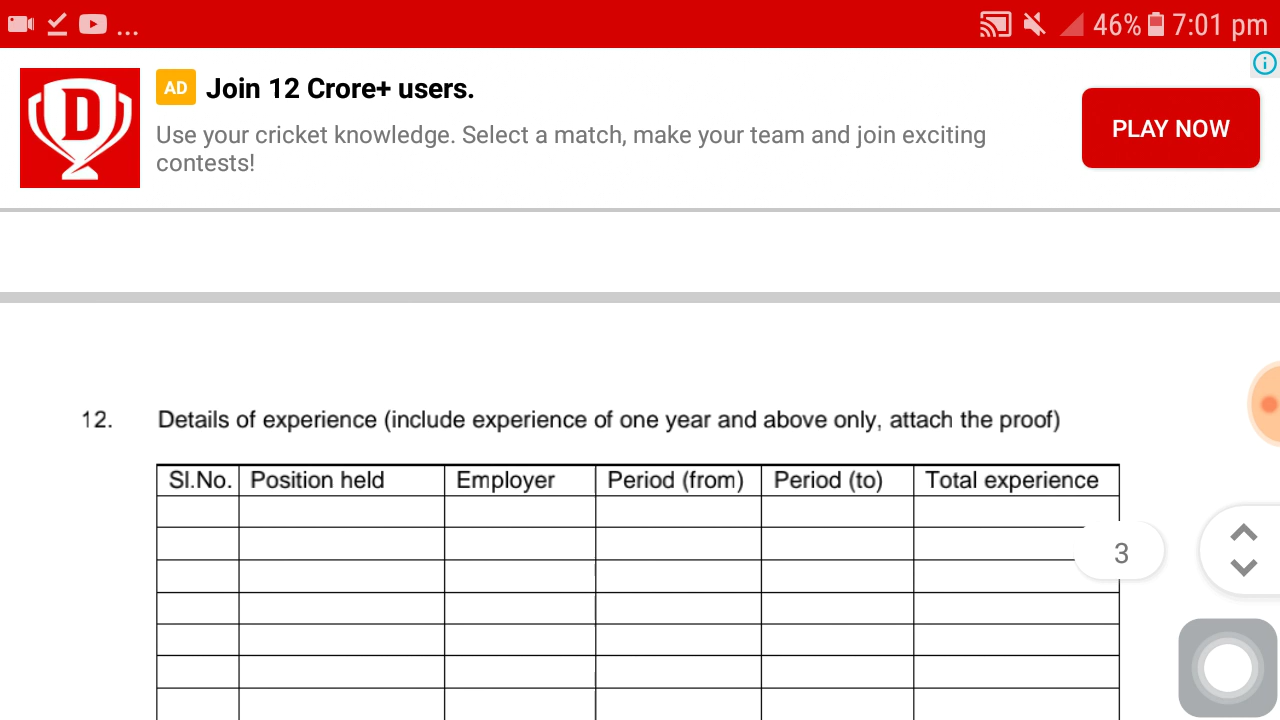 ... 46% 7:01 pm
D
AD Join 12 Crore+ users.
Use your cricket knowledge. Select a match, make your team and join exciting
contests!
PLAY NOW
12. Details of experience (include experience of one year and above only, attach the proof)
Sl.No. Position held Employer Period (from) Period (to) Total experience
3